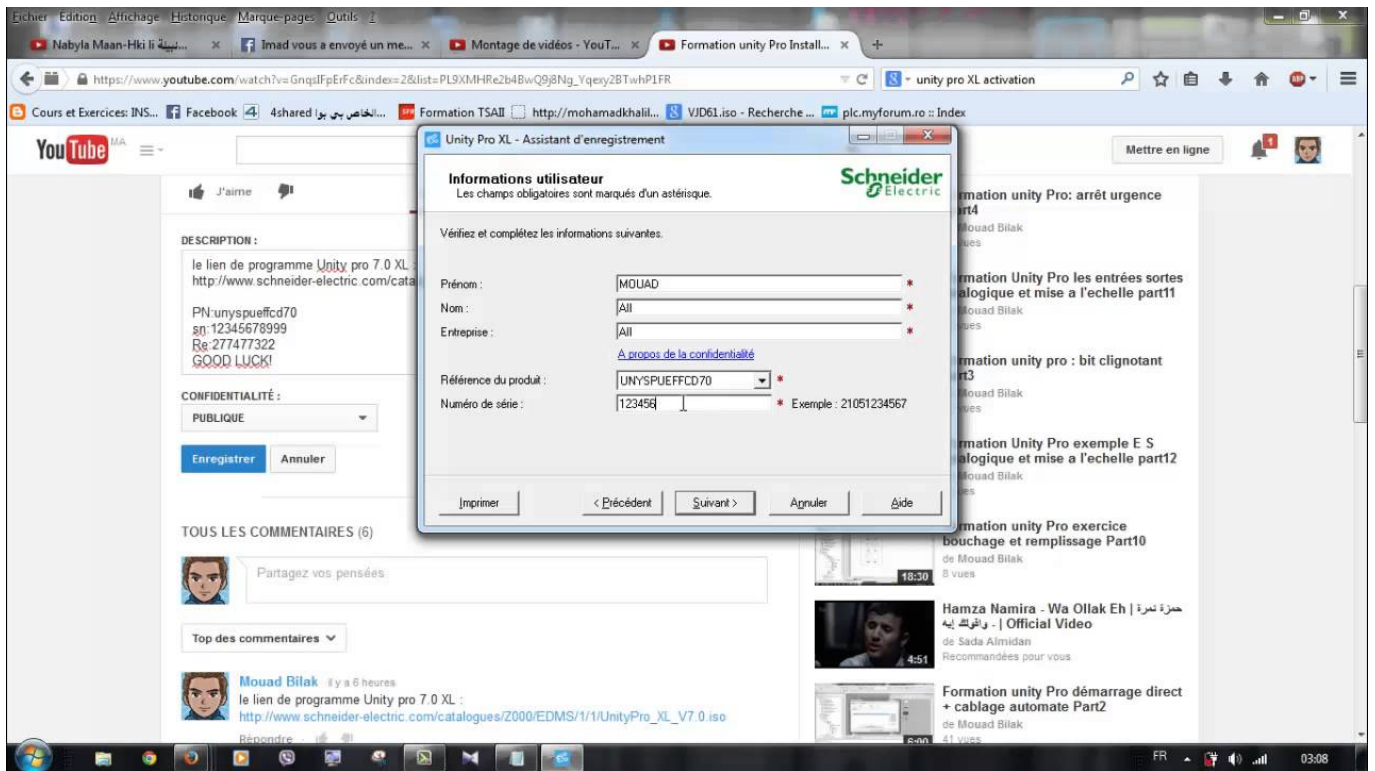 Fichier Edition Affichage Historique Marque-pages Outils ?
Nabyla Maan-Hki li
Imad vous a envoyé un me...
Montage de vidéos - YouT...
Formation unity Pro Install...
https://www.youtube.com/watch?v=GnqsIFpErFc&index=2&list=PL9XMHRe2b4BwQ9j8Ng_Yqexy2BTwhP1FR
unity pro XL activation
Cours et Exercices: INS...
Facebook
4shared الخاص بي بوا...
Formation TSAII
http://mohamadkhalil...
VJD61.iso - Recherche ...
plc.myforum.ro :: Index
YouTube MA
Mettre en ligne
1
J'aime
DESCRIPTION :
le lien de programme Unity pro 7.0 XL :
http://www.schneider-electric.com/cata
PN:unyspueffcd70
sn:12345678999
Re:277477322
GOOD LUCK!
CONFIDENTIALITÉ :
PUBLIQUE
Enregistrer
Annuler
TOUS LES COMMENTAIRES (6)
Partagez vos pensées
Top des commentaires
Mouad Bilak il y a 6 heures
le lien de programme Unity pro 7.0 XL :
http://www.schneider-electric.com/catalogues/Z000/EDMS/1/1/UnityPro_XL_V7.0.iso
Répondre
Unity Pro XL - Assistant d'enregistrement
Informations utilisateur
Les champs obligatoires sont marqués d'un astérisque.
Schneider Electric
Vérifiez et complétez les informations suivantes.
Prénom : MOUAD *
Nom : All *
Entreprise : All *
A propos de la confidentialité
Référence du produit : UNYSPUEFFCD70 *
Numéro de série : 123456 * Exemple : 21051234567
Imprimer
< Précédent
Suivant >
Annuler
Aide
rmation unity Pro: arrét urgence
rt4
Mouad Bilak
ues
rmation Unity Pro les entrées sortes
alogique et mise a l'echelle part11
Mouad Bilak
ues
rmation unity pro : bit clignotant
rt3
Mouad Bilak
ues
rmation Unity Pro exemple E S
alogique et mise a l'echelle part12
Mouad Bilak
es
rmation unity Pro exercice
bouchage et remplissage Part10
de Mouad Bilak
8 vues
18:30
Hamza Namira - Wa Ollak Eh | حمزة نمرة
- واقولك إيه | Official Video
de Sada Almidan
Recommandées pour vous
4:51
Formation unity Pro démarrage direct
+ cablage automate Part2
de Mouad Bilak
41 vues
6:00
FR
03:08